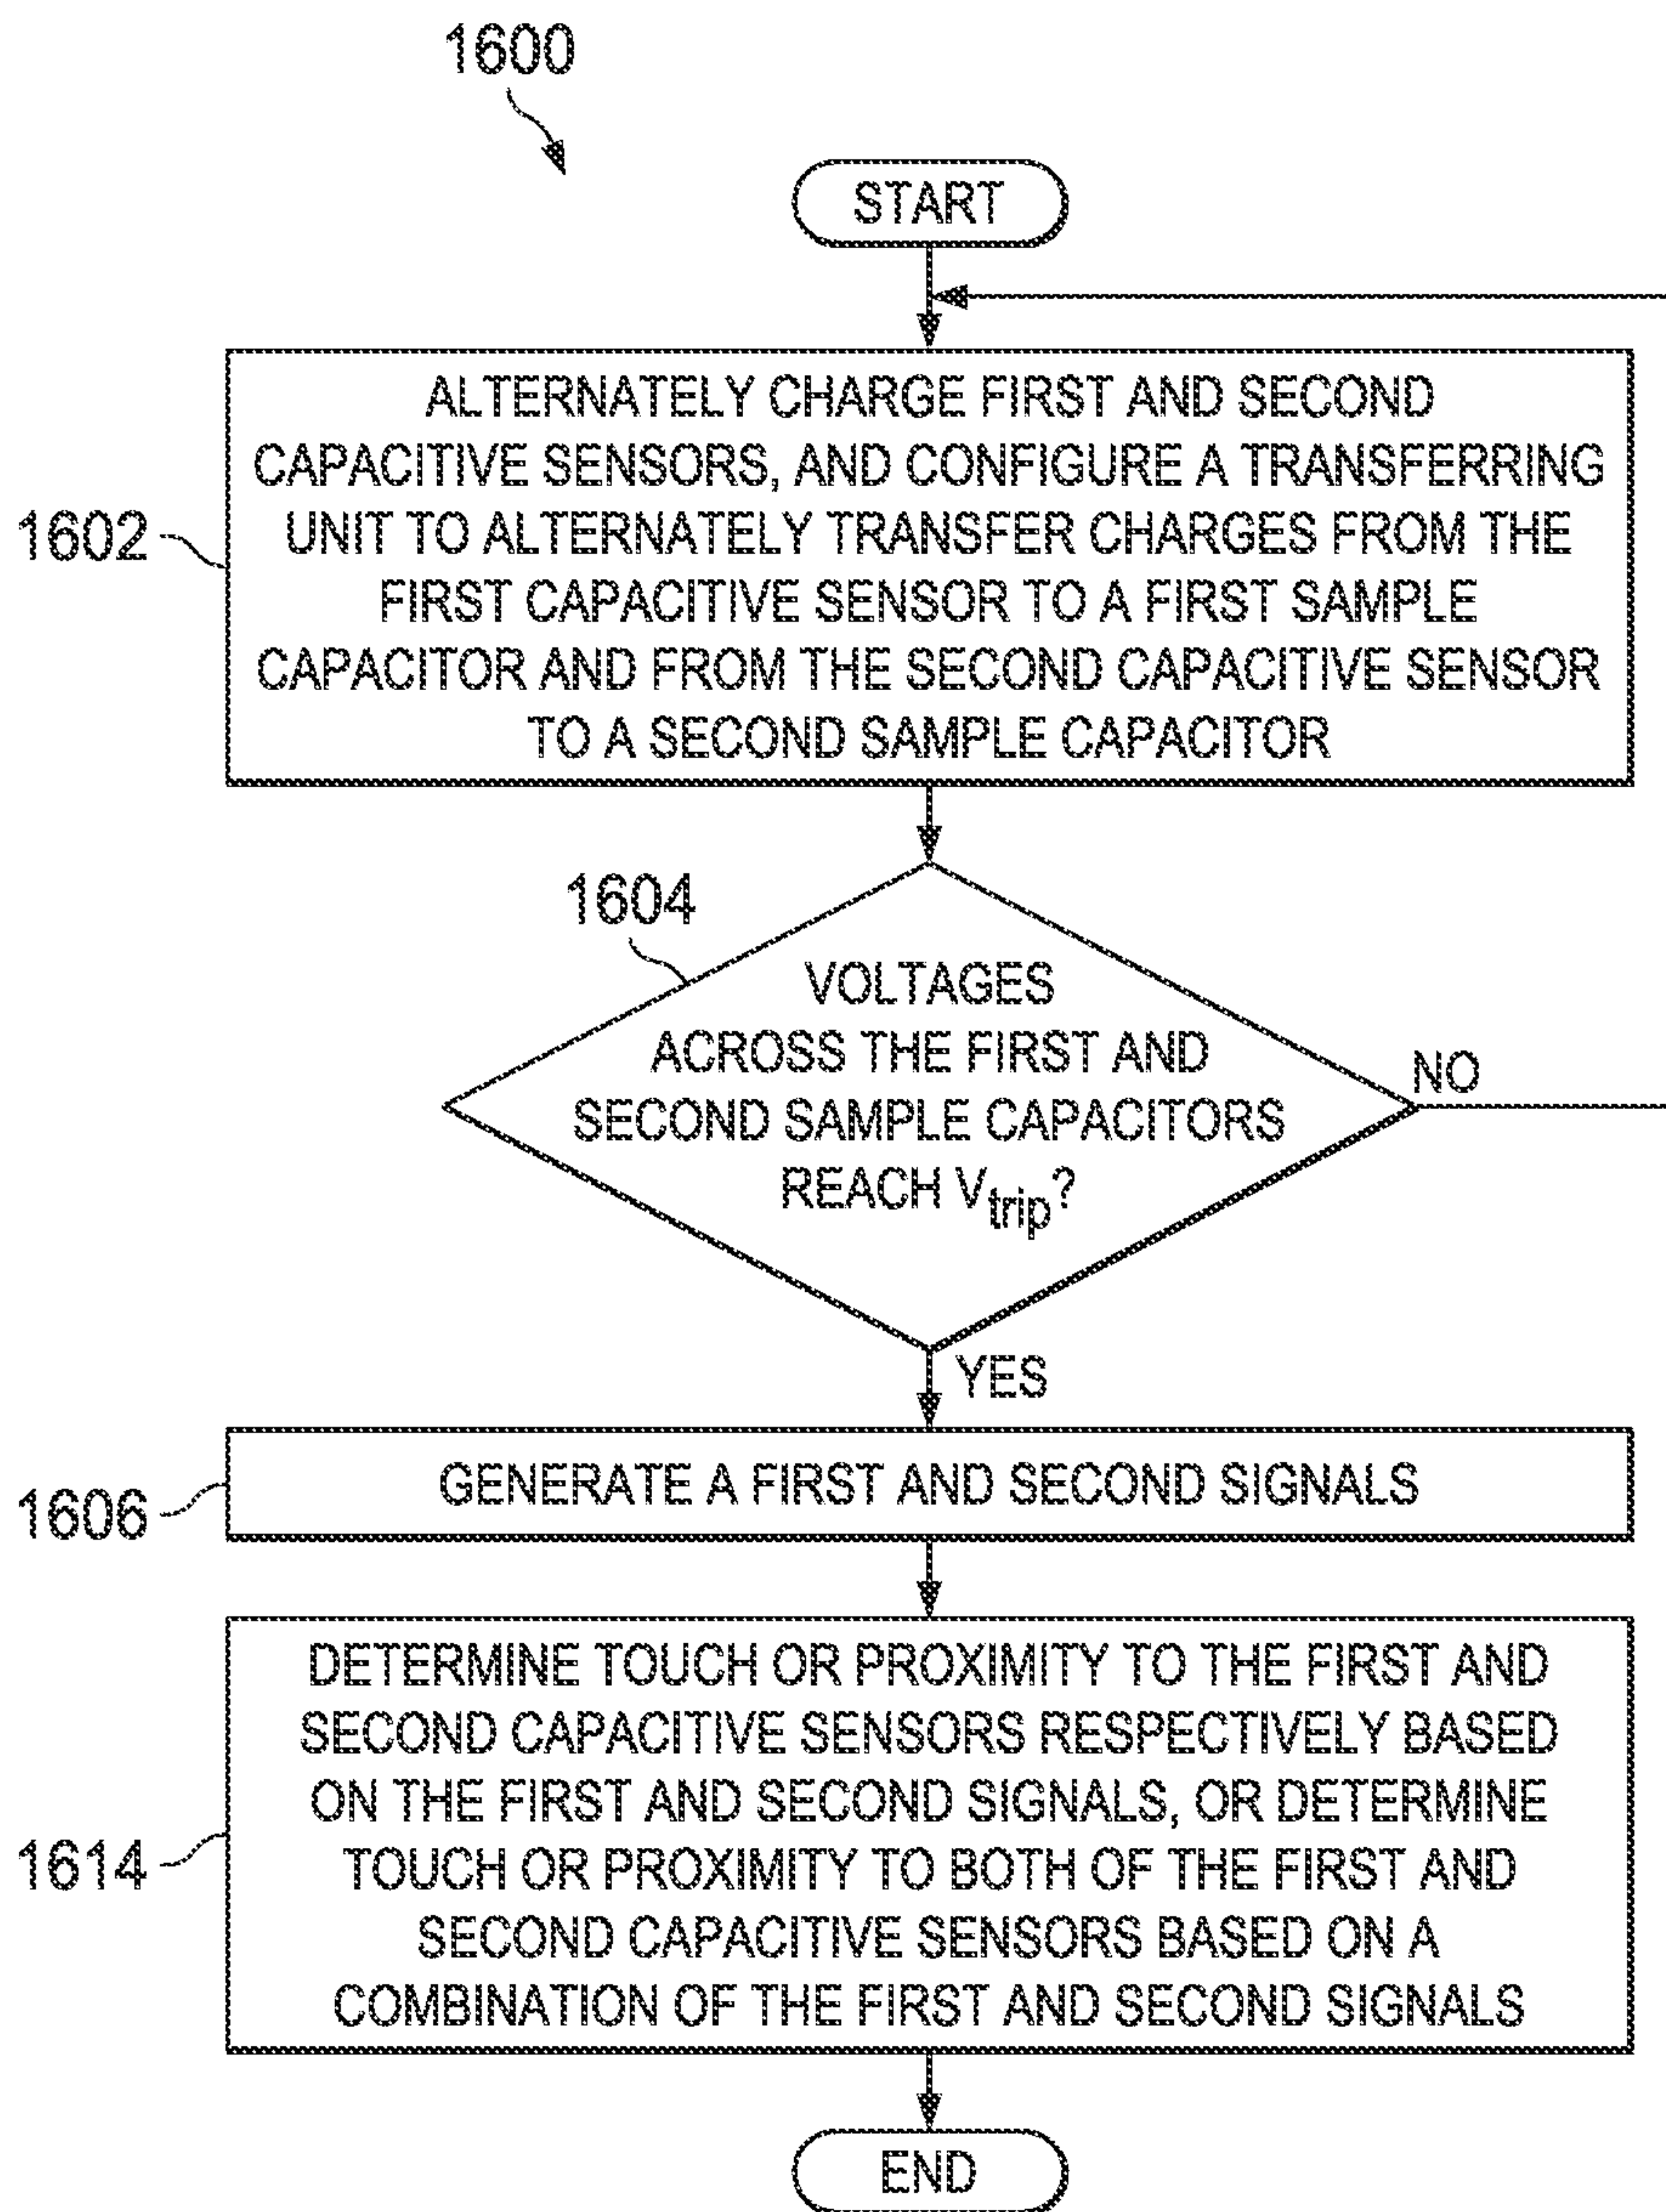 1600
START
1602
ALTERNATELY CHARGE FIRST AND SECOND
CAPACITIVE SENSORS, AND CONFIGURE A TRANSFERRING
UNIT TO ALTERNATELY TRANSFER CHARGES FROM THE
FIRST CAPACITIVE SENSOR TO A FIRST SAMPLE
CAPACITOR AND FROM THE SECOND CAPACITIVE SENSOR
TO A SECOND SAMPLE CAPACITOR
1604
VOLTAGES
ACROSS THE FIRST AND
SECOND SAMPLE CAPACITORS
REACH Vtrip?
NO
YES
1606
GENERATE A FIRST AND SECOND SIGNALS
1614
DETERMINE TOUCH OR PROXIMITY TO THE FIRST AND
SECOND CAPACITIVE SENSORS RESPECTIVELY BASED
ON THE FIRST AND SECOND SIGNALS, OR DETERMINE
TOUCH OR PROXIMITY TO BOTH OF THE FIRST AND
SECOND CAPACITIVE SENSORS BASED ON A
COMBINATION OF THE FIRST AND SECOND SIGNALS
END